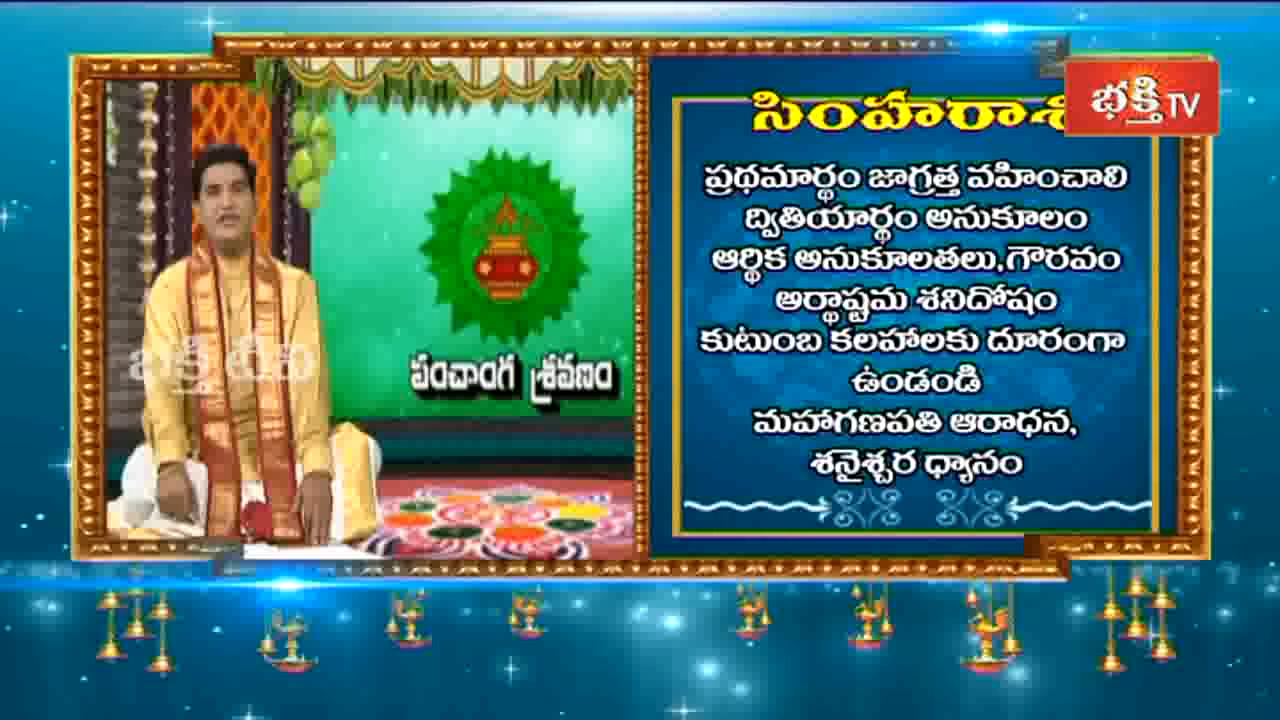 భక్తి TV
సింహరాశి
ప్రథమార్థం జాగ్రత్త వహించాలి
ద్వితియార్థం అనుకూలం
ఆర్థిక అనుకూలతలు,గౌరవం
అర్థాష్టమ శనిదోషం
కుటుంబ కలహాలకు దూరంగా
ఉండండి
మహాగణపతి ఆరాధన,
శనైశ్చర ధ్యానం
పంచాంగ శ్రవణం
భక్తి టీవి